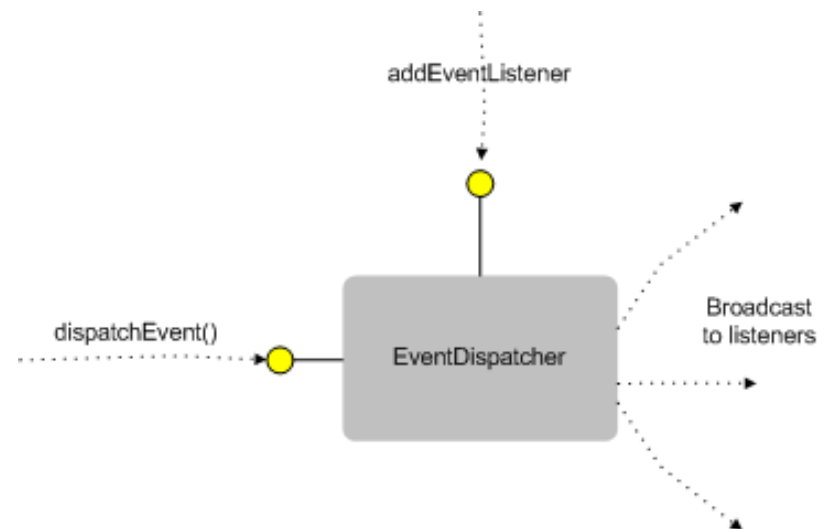 addEventListener
dispatchEvent()
EventDispatcher
Broadcast
to listeners